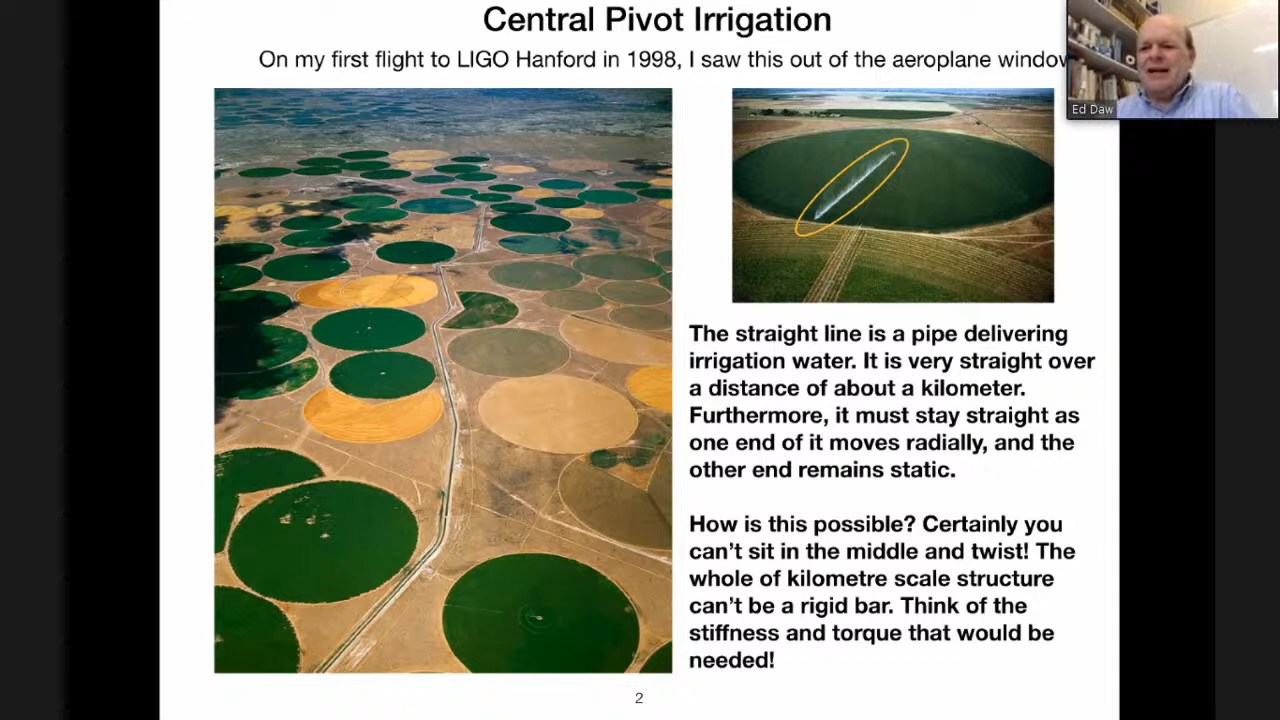 Central Pivot Irrigation
On my first flight to LIGO Hanford in 1998, I saw this out of the aeroplane window
Ed Daw
The straight line is a pipe delivering
irrigation water. It is very straight over
a distance of about a kilometer.
Furthermore, it must stay straight as
one end of it moves radially, and the
other end remains static.
How is this possible? Certainly you
can't sit in the middle and twist! The
whole of kilometre scale structure
can't be a rigid bar. Think of the
stiffness and torque that would be
needed!
2